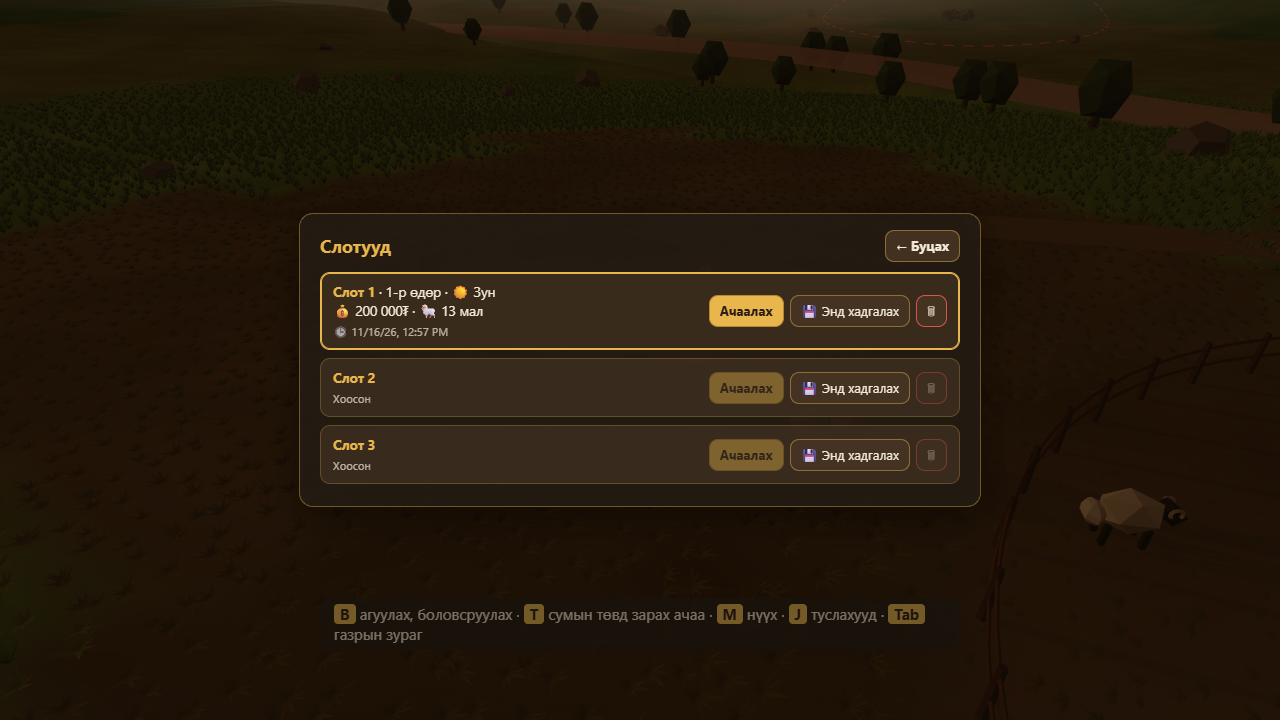 Слотууд
← Буцах
Слот 1 · 1-р өдөр · Зун
200 000₮ · 13 мал
11/16/26, 12:57 PM
Ачаалах
Энд хадгалах
Слот 2
Хоосон
Ачаалах
Энд хадгалах
Слот 3
Хоосон
Ачаалах
Энд хадгалах
B агуулах, боловсруулах · T сумын төвд зарах ачаа · M нүүх · J туслахууд · Tab
газрын зураг